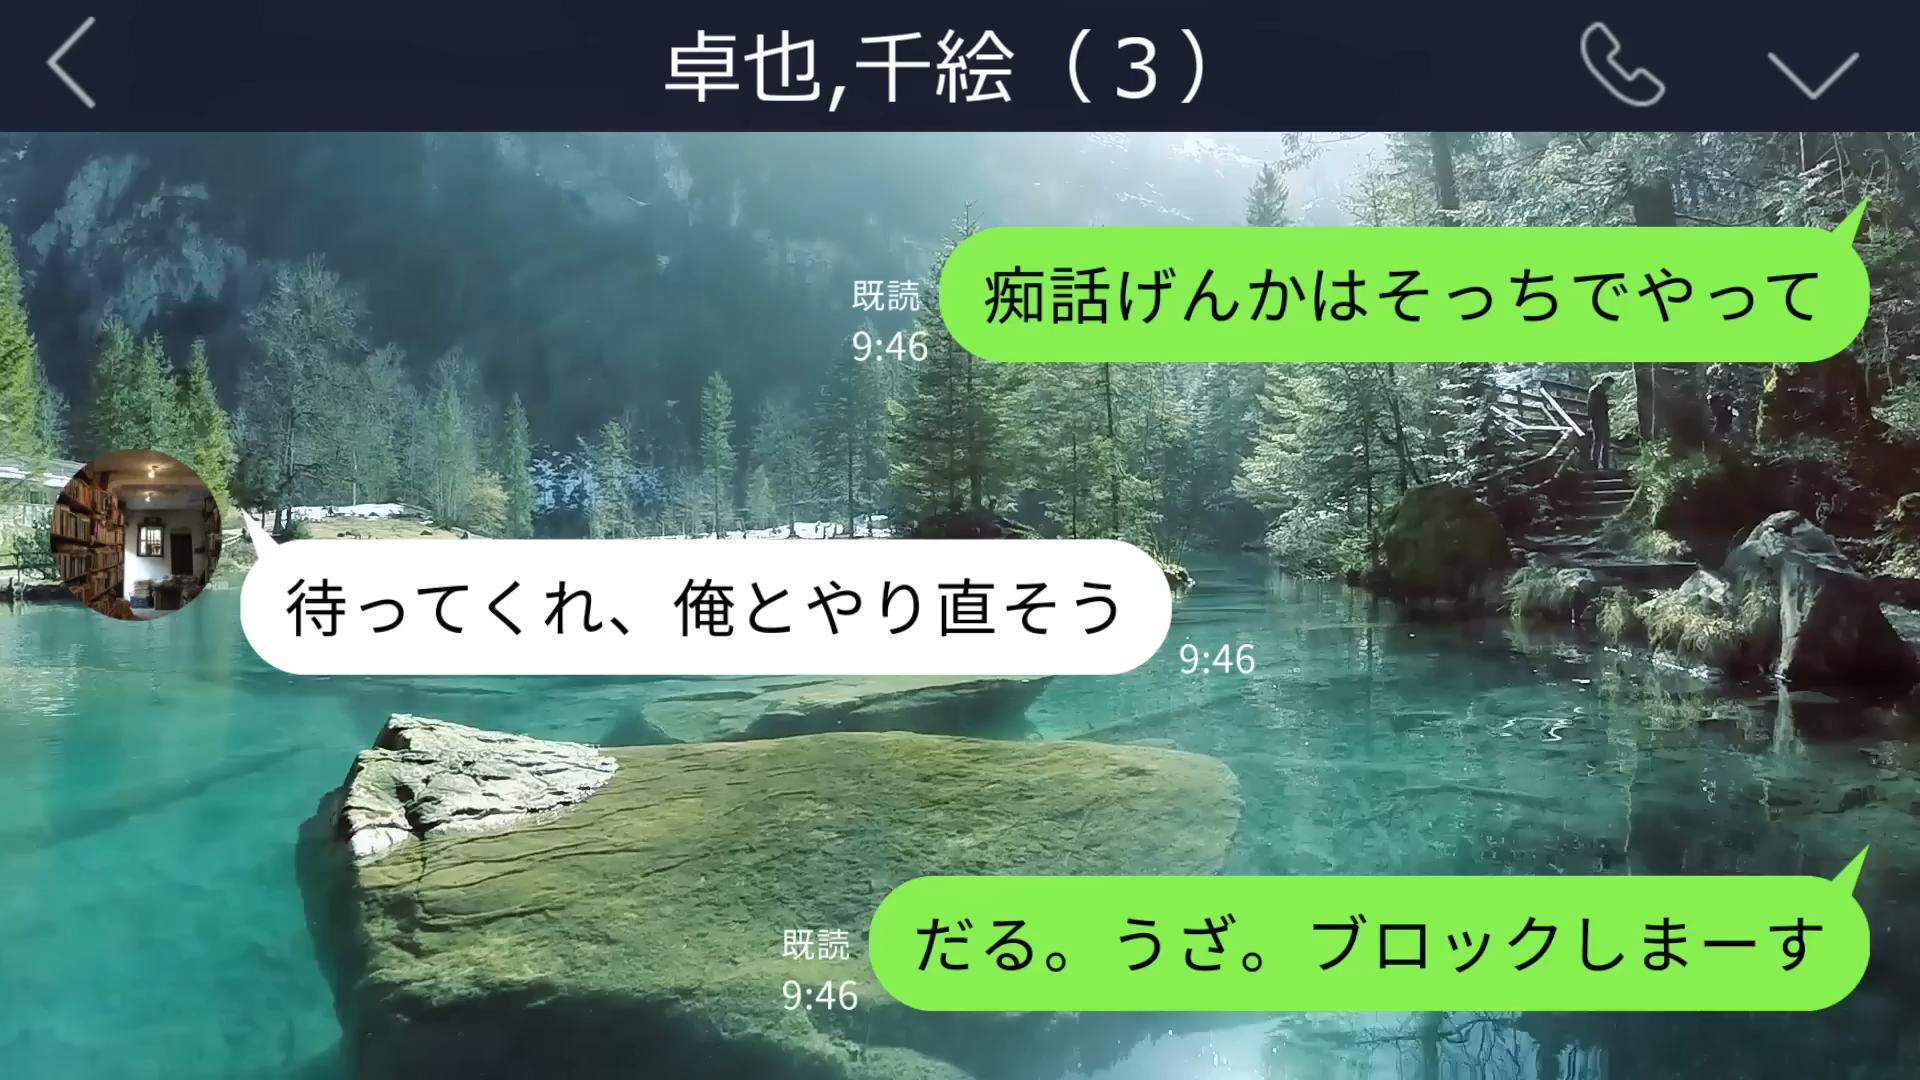 卓也,千絵（３）
痴話げんかはそっちでやって
既読
9:46
待ってくれ、俺とやり直そう
9:46
だる。うざ。ブロックしまーす
既読
9:46